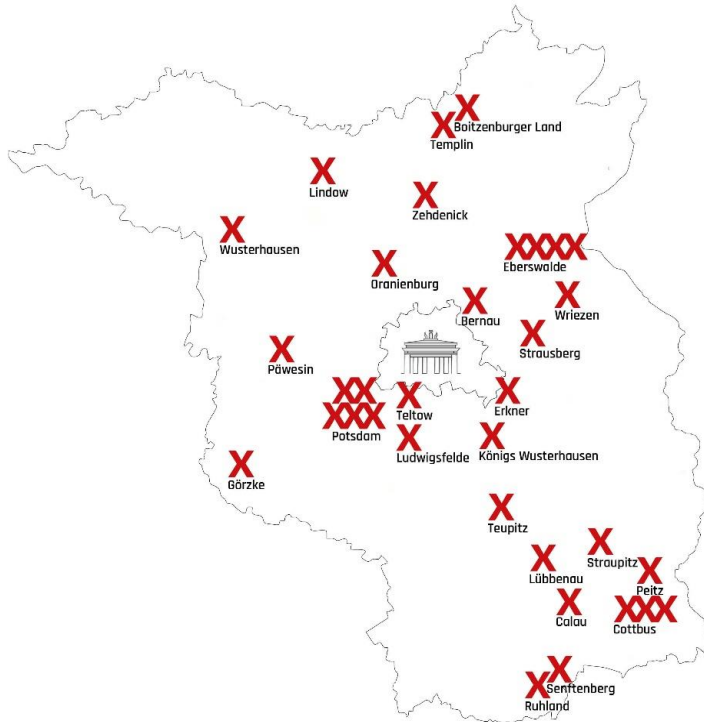 Boitzenburger Land
Templin
Lindow
Zehdenick
Wusterhausen
Eberswalde
Oranienburg
Wriezen
Bernau
Strausberg
Päwesin
Erkner
Teltow
Potsdam
Ludwigsfelde
Königs Wusterhausen
Görzke
Teupitz
Straupitz
Lübbenau
Peitz
Calau
Cottbus
Senftenberg
Ruhland